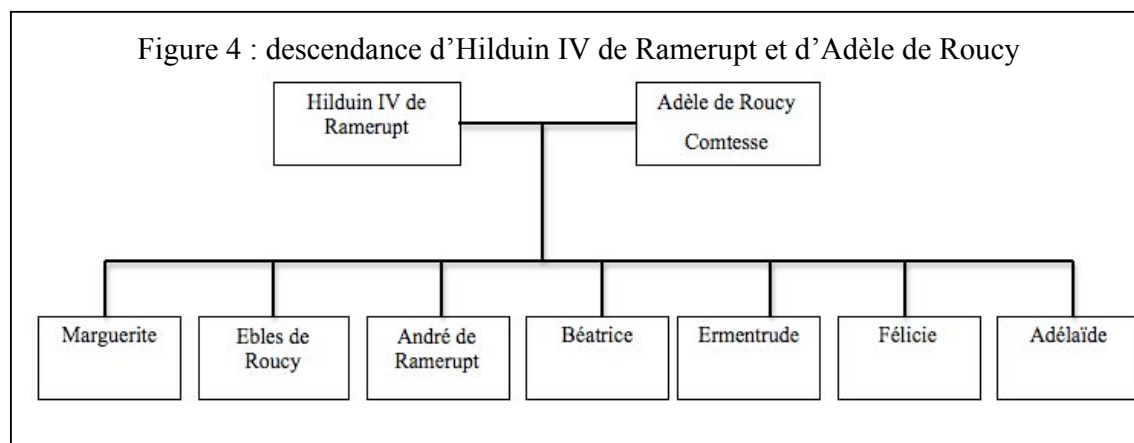 Figure 4 : descendance d’Hilduin IV de Ramerupt et d’Adèle de Roucy
Hilduin IV de
Ramerupt
Adèle de Roucy
Comtesse
Marguerite
Ebles de
Roucy
André de
Ramerupt
Béatrice
Ermentrude
Félicie
Adélaïde